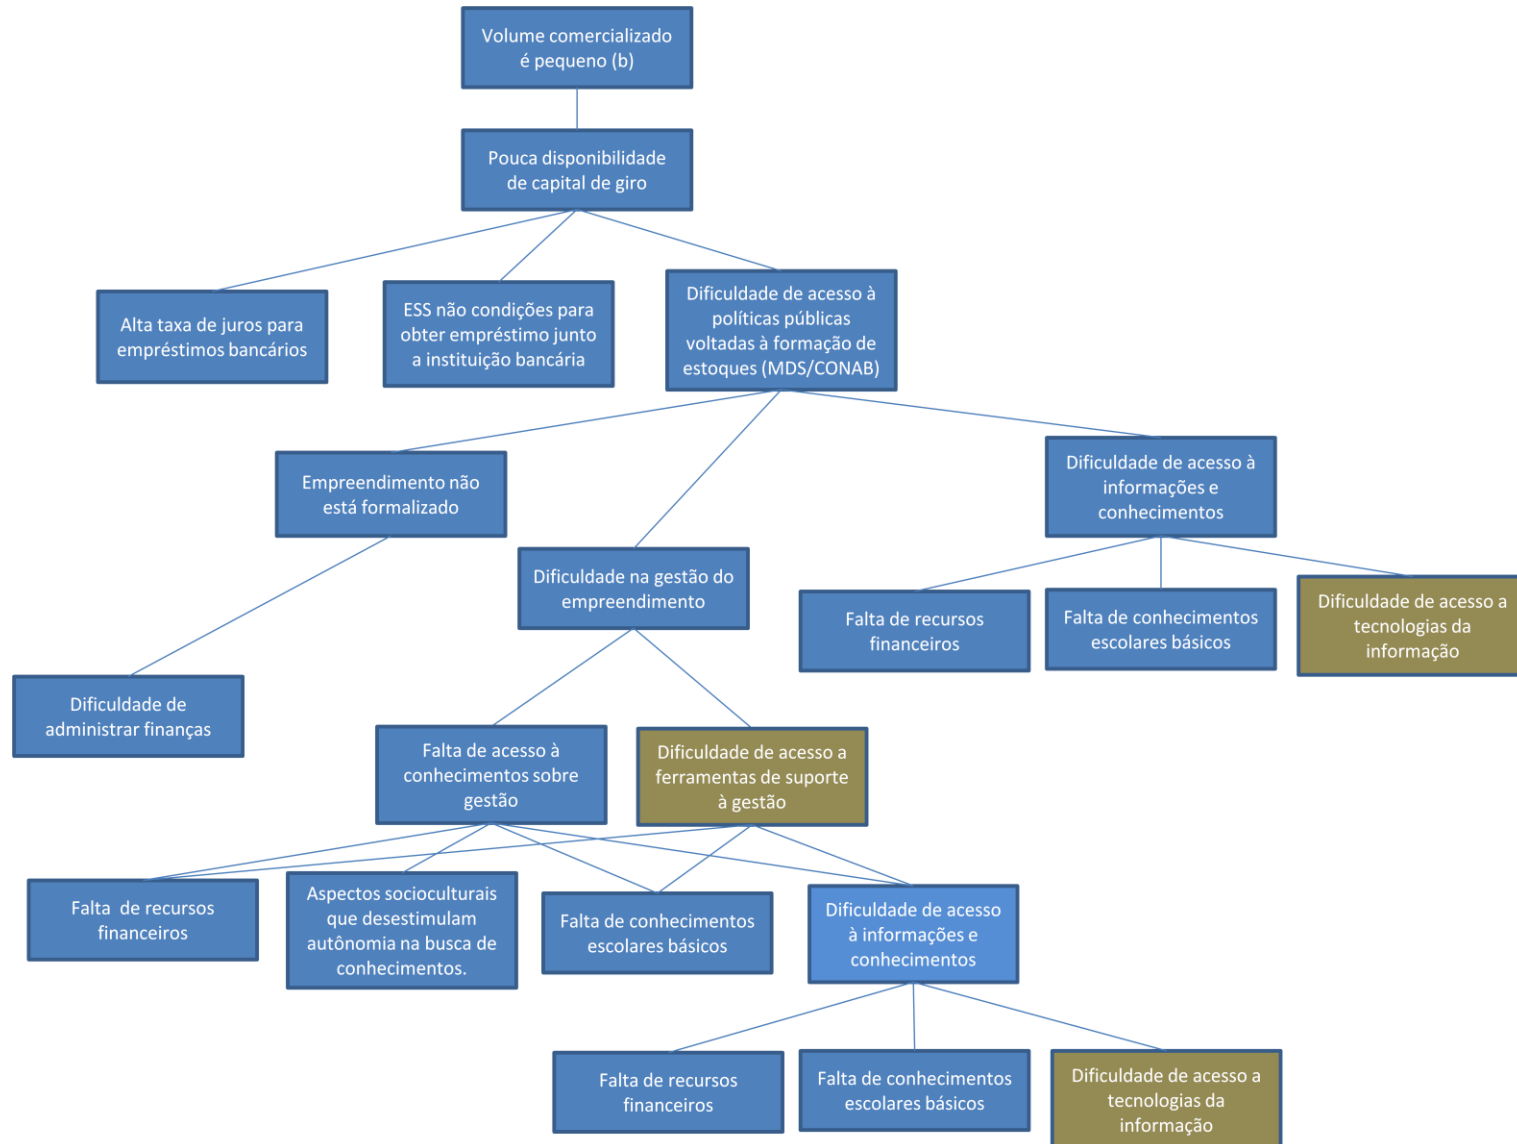 Volume comercializado
é pequeno (b)
Pouca disponibilidade
de capital de giro
Alta taxa de juros para
empréstimos bancários
ESS não condições para
obter empréstimo junto
a instituição bancária
Dificuldade de acesso à
políticas públicas
voltadas à formação de
estoques (MDS/CONAB)
Empreendimento não
está formalizado
Dificuldade na gestão do
empreendimento
Dificuldade de acesso à
informações e
conhecimentos
Falta de recursos
financeiros
Falta de conhecimentos
escolares básicos
Dificuldade de acesso a
tecnologias da
informação
Dificuldade de
administrar finanças
Falta de acesso à
conhecimentos sobre
gestão
Dificuldade de acesso a
ferramentas de suporte
à gestão
Falta  de recursos
financeiros
Aspectos socioculturais
que desestimulam
autônomia na busca de
conhecimentos.
Falta de conhecimentos
escolares básicos
Dificuldade de acesso
à informações e
conhecimentos
Falta de recursos
financeiros
Falta de conhecimentos
escolares básicos
Dificuldade de acesso a
tecnologias da
informação